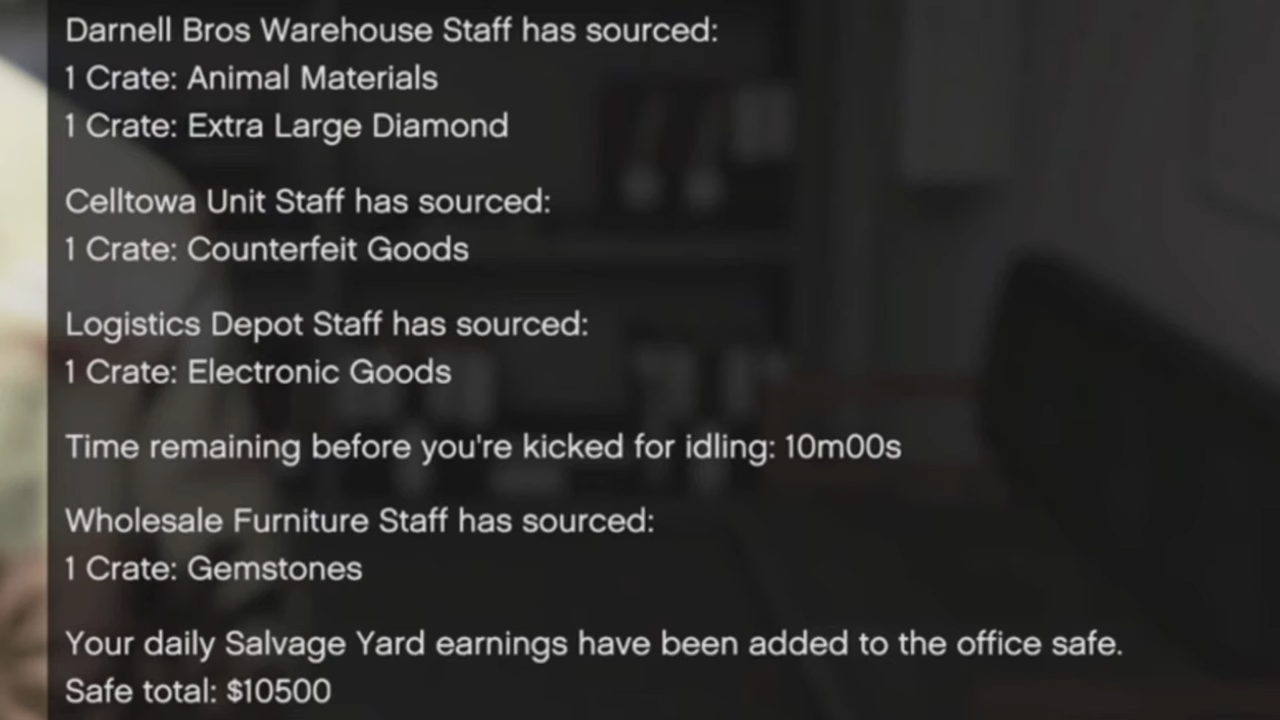 Darnell Bros Warehouse Staff has sourced:
1 Crate: Animal Materials
1 Crate: Extra Large Diamond
Celltowa Unit Staff has sourced:
1 Crate: Counterfeit Goods
Logistics Depot Staff has sourced:
1 Crate: Electronic Goods
Time remaining before you're kicked for idling: 10m00s
Wholesale Furniture Staff has sourced:
1 Crate: Gemstones
Your daily Salvage Yard earnings have been added to the office safe.
Safe total: $10500